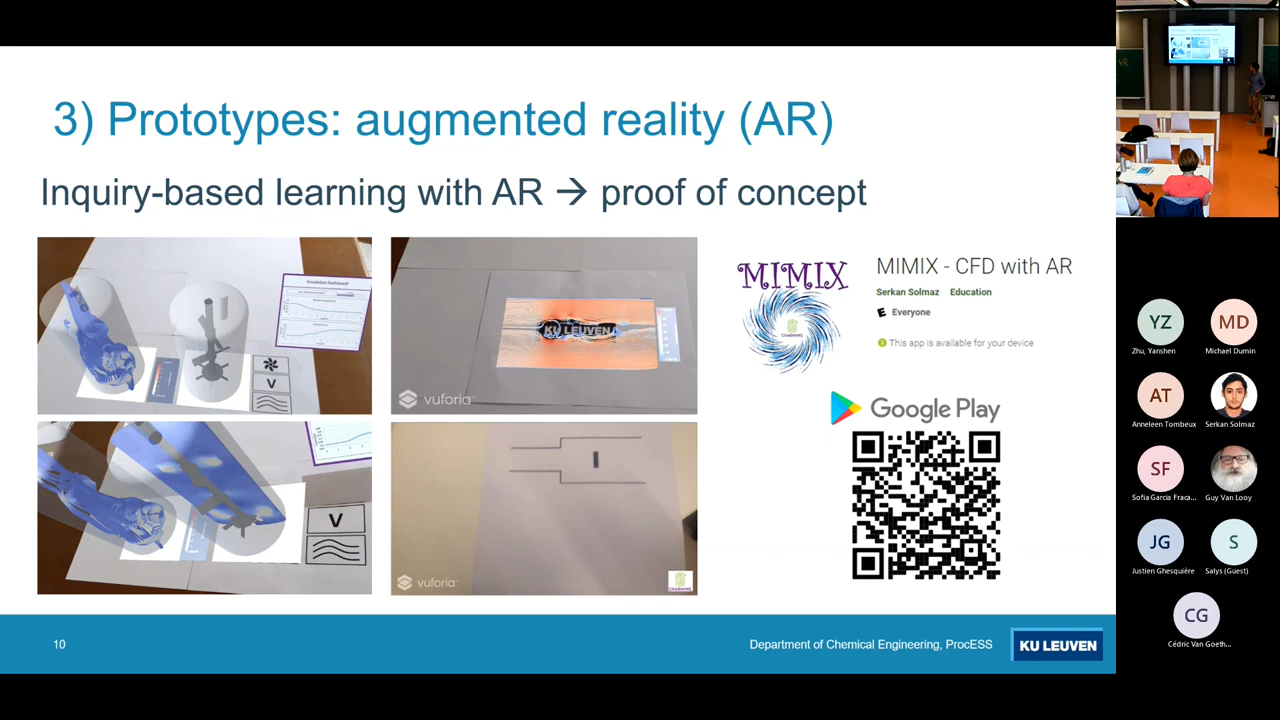 3) Prototypes: augmented reality (AR)
Inquiry-based learning with AR → proof of concept
Simulation Dashboard
V
KU LEUVEN
vuforia
V
vuforia
CHARMING
MIMIX
CHARMING
MIMIX - CFD with AR
Serkan Solmaz Education
E Everyone
This app is available for your device
Google Play
10
Department of Chemical Engineering, ProcESS
KU LEUVEN
YZ
Zhu, Yanshen
MD
Michael Dumin
AT
Anneleen Tombeux
Serkan Solmaz
SF
Sofia Garcia Fraca...
Guy Van Looy
JG
Justien Ghesquiére
S
Salys (Guest)
CG
Cédric Van Goeth...